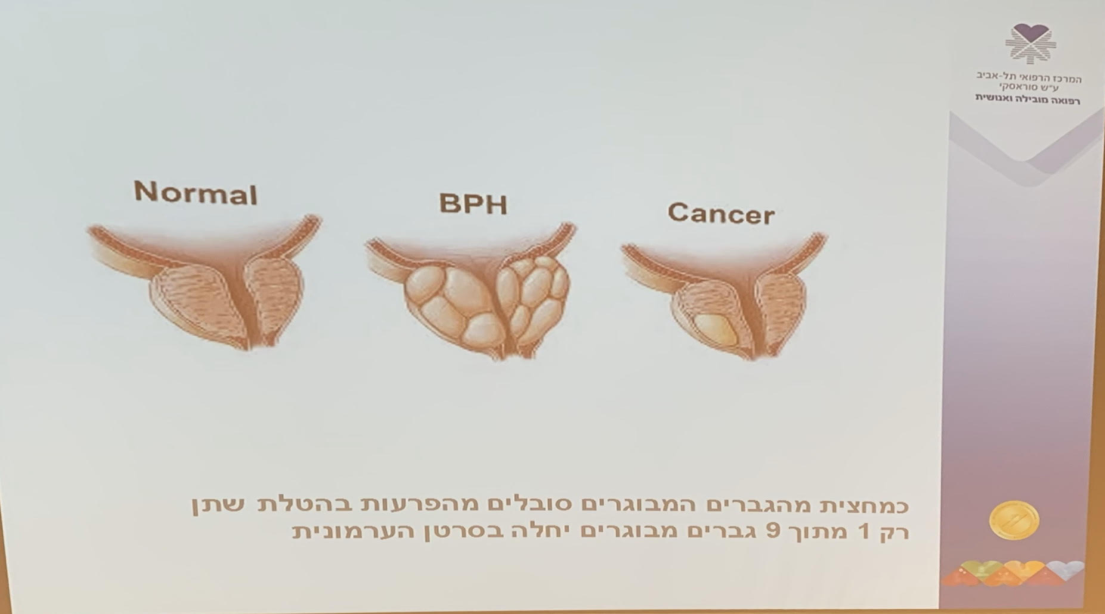 המרכז הרפואי תל-אביב
ע"ש סוראסקי
רפואה מובילה ואנושית
Normal
BPH
Cancer
כמחצית מהגברים המבוגרים סובלים מהפרעות בהטלת שתן
רק 1 מתוך 9 גברים מבוגרים יחלה בסרטן הערמונית